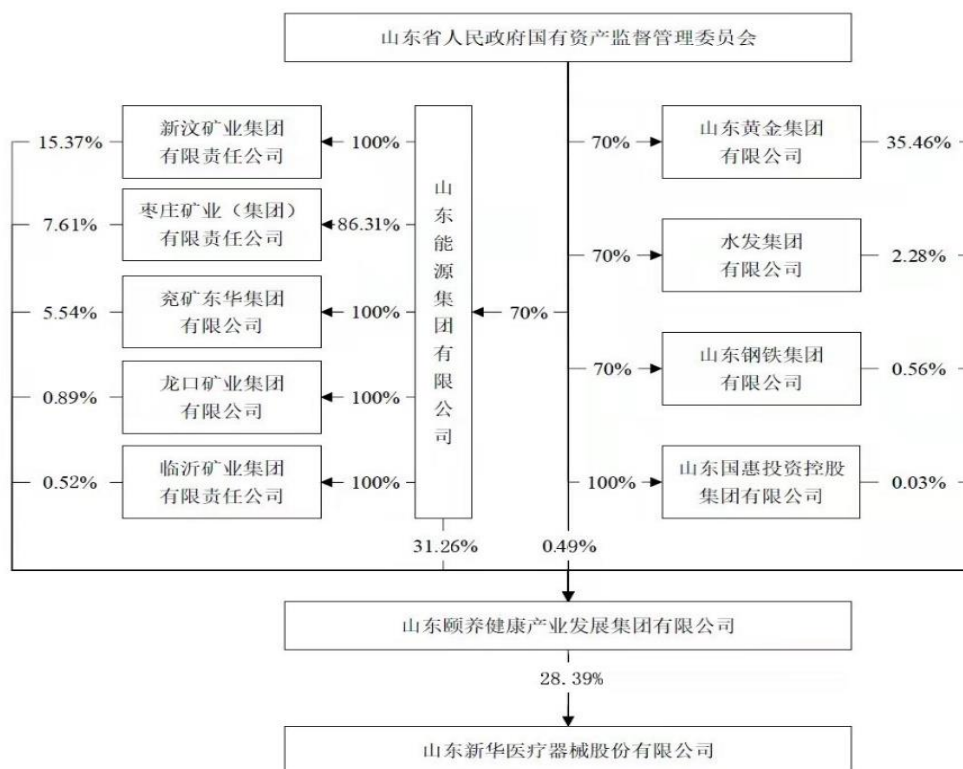 山东省人民政府国有资产监督管理委员会
15.37%
新汶矿业集团
有限责任公司
100%
70%
山东黄金集团
有限公司
35.46%
7.61%
枣庄矿业（集团）
有限责任公司
86.31%
70%
水发集团
有限公司
2.28%
5.54%
兖矿东华集团
有限公司
100%
山东能源集团有限公司
70%
70%
山东钢铁集团
有限公司
0.56%
0.89%
龙口矿业集团
有限公司
100%
0.52%
临沂矿业集团
有限责任公司
100%
100%
山东国惠投资控股
集团有限公司
0.03%
31.26%
0.49%
山东颐养健康产业发展集团有限公司
28.39%
山东新华医疗器械股份有限公司